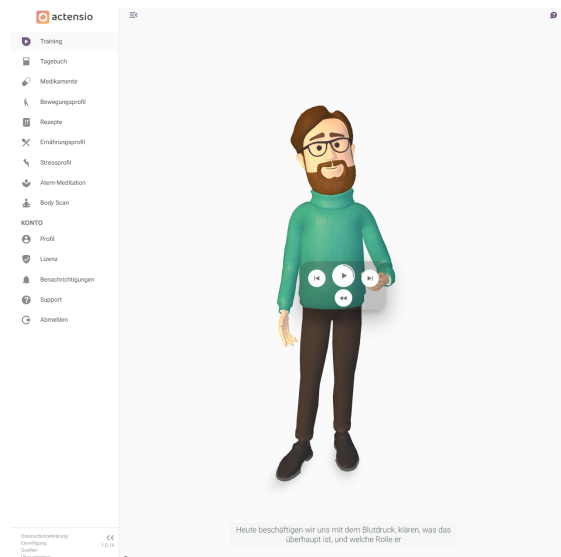 actensio
Training
Tagebuch
Medikamente
Bewegungsprofil
Rezepte
Ernährungsprofil
Stressprofil
Atem-Meditation
Body Scan
KONTO
Profil
Lizenz
Benachrichtigungen
Support
Abmelden
Datenschutzerklärung
Einwilligung
Quellen
CE
1.0.16
Heute beschäftigen wir uns mit dem Blutdruck, klären, was das
überhaupt ist, und welche Rolle er